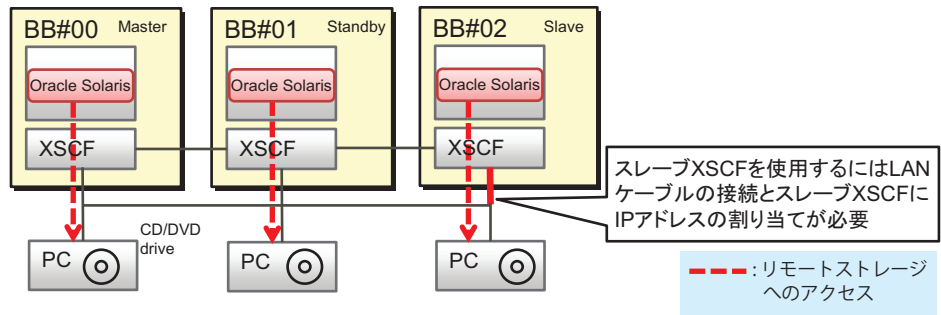 BB#00 Master
BB#01 Standby
BB#02 Slave
Oracle Solaris
Oracle Solaris
Oracle Solaris
XSCF
XSCF
XSCF
スレーブXSCFを使用するにはLAN
ケーブルの接続とスレーブXSCFに
IPアドレスの割り当てが必要
CD/DVD
drive
PC
PC
PC
:リモートストレージ
へのアクセス